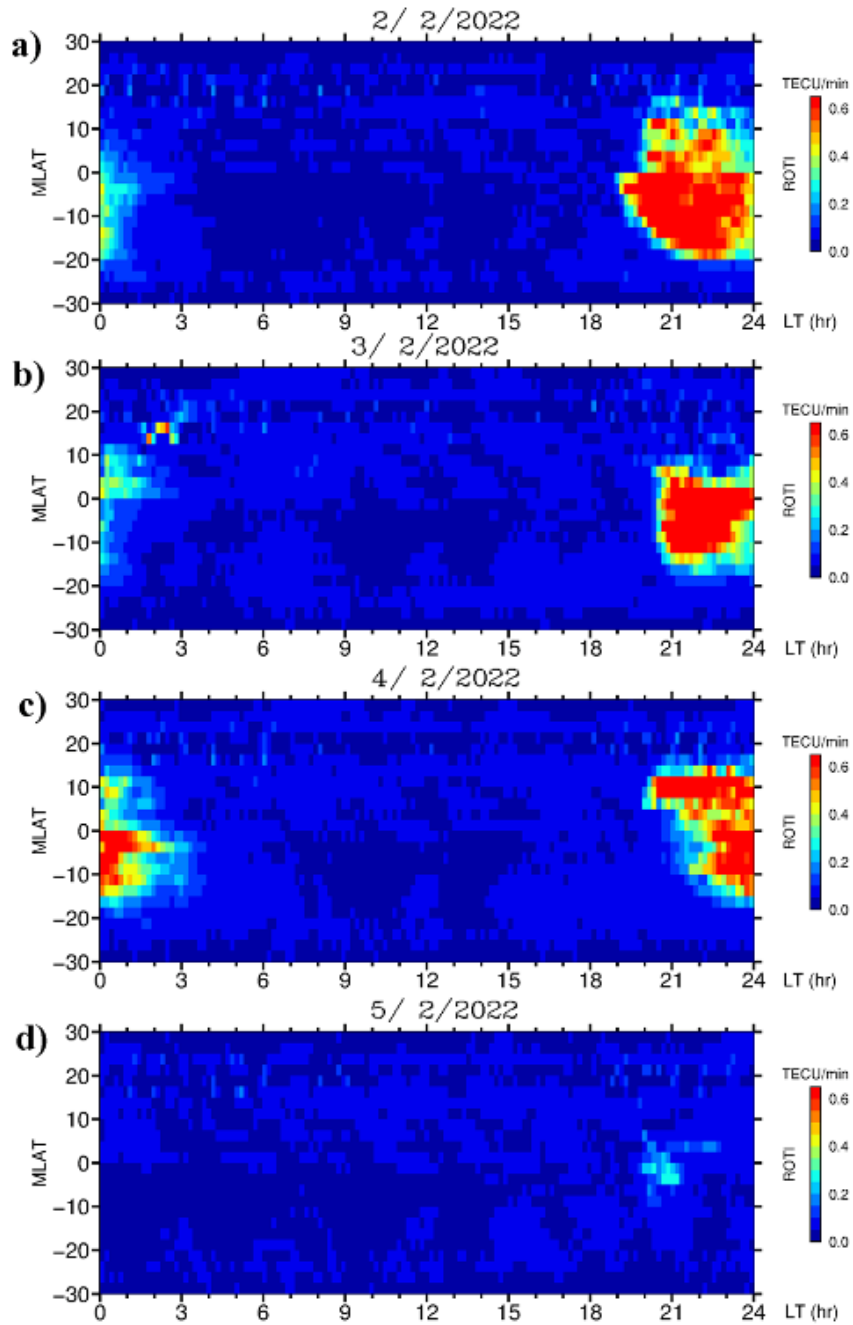 2/ 2/2022
a)
30
20
10
0
−10
−20
−30
MLAT
0 3 6 9 12 15 18 21 24
LT (hr)
TECU/min
ROTI
0.6
0.4
0.2
0.0
3/ 2/2022
b)
30
20
10
0
−10
−20
−30
MLAT
0 3 6 9 12 15 18 21 24
LT (hr)
TECU/min
ROTI
0.6
0.4
0.2
0.0
4/ 2/2022
c)
30
20
10
0
−10
−20
−30
MLAT
0 3 6 9 12 15 18 21 24
LT (hr)
TECU/min
ROTI
0.6
0.4
0.2
0.0
5/ 2/2022
d)
30
20
10
0
−10
−20
−30
MLAT
0 3 6 9 12 15 18 21 24
LT (hr)
TECU/min
ROTI
0.6
0.4
0.2
0.0